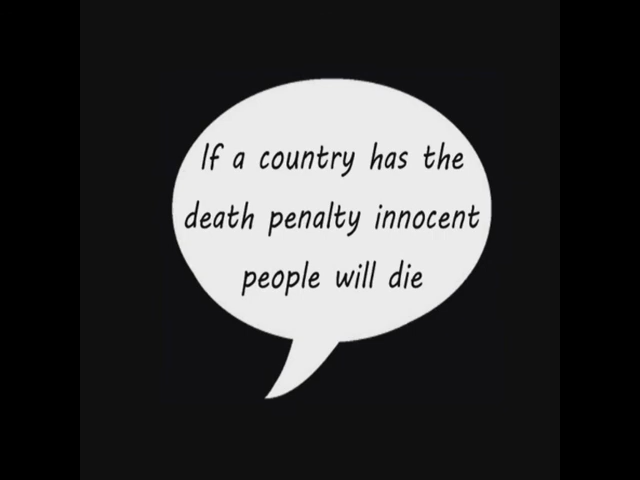 If a country has the
death penalty innocent
people will die